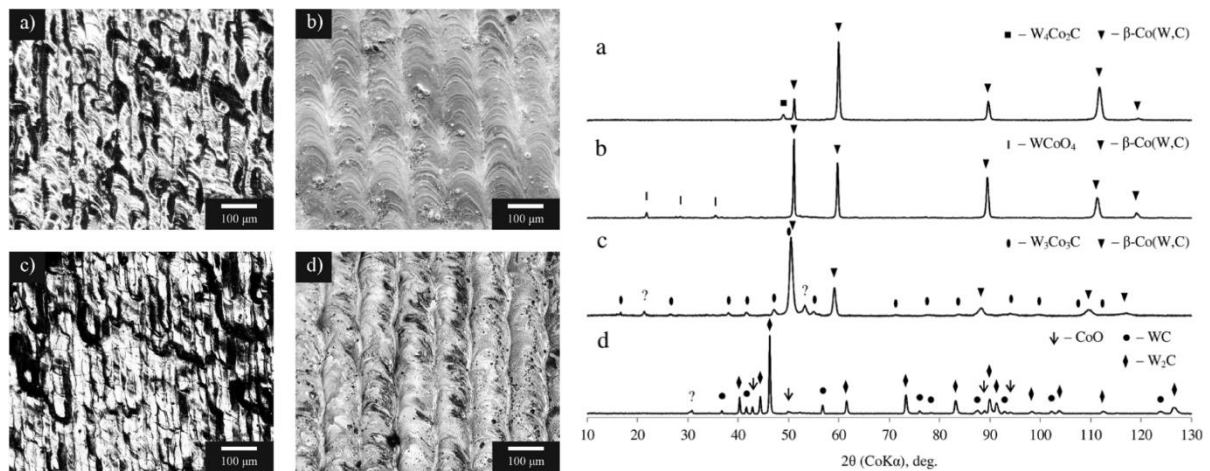 a)
100 µm
b)
100 µm
c)
100 µm
d)
100 µm
a
■ – W₄Co₂C ▼ – β-Co(W,C)
b
I – WCoO₄ ▼ – β-Co(W,C)
c
– W₃Co₃C ▼ – β-Co(W,C)
? ?
d
↓ – CoO ● – WC
♦ – W₂C
?
10 20 30 40 50 60 70 80 90 100 110 120 130
2θ (CoKα), deg.